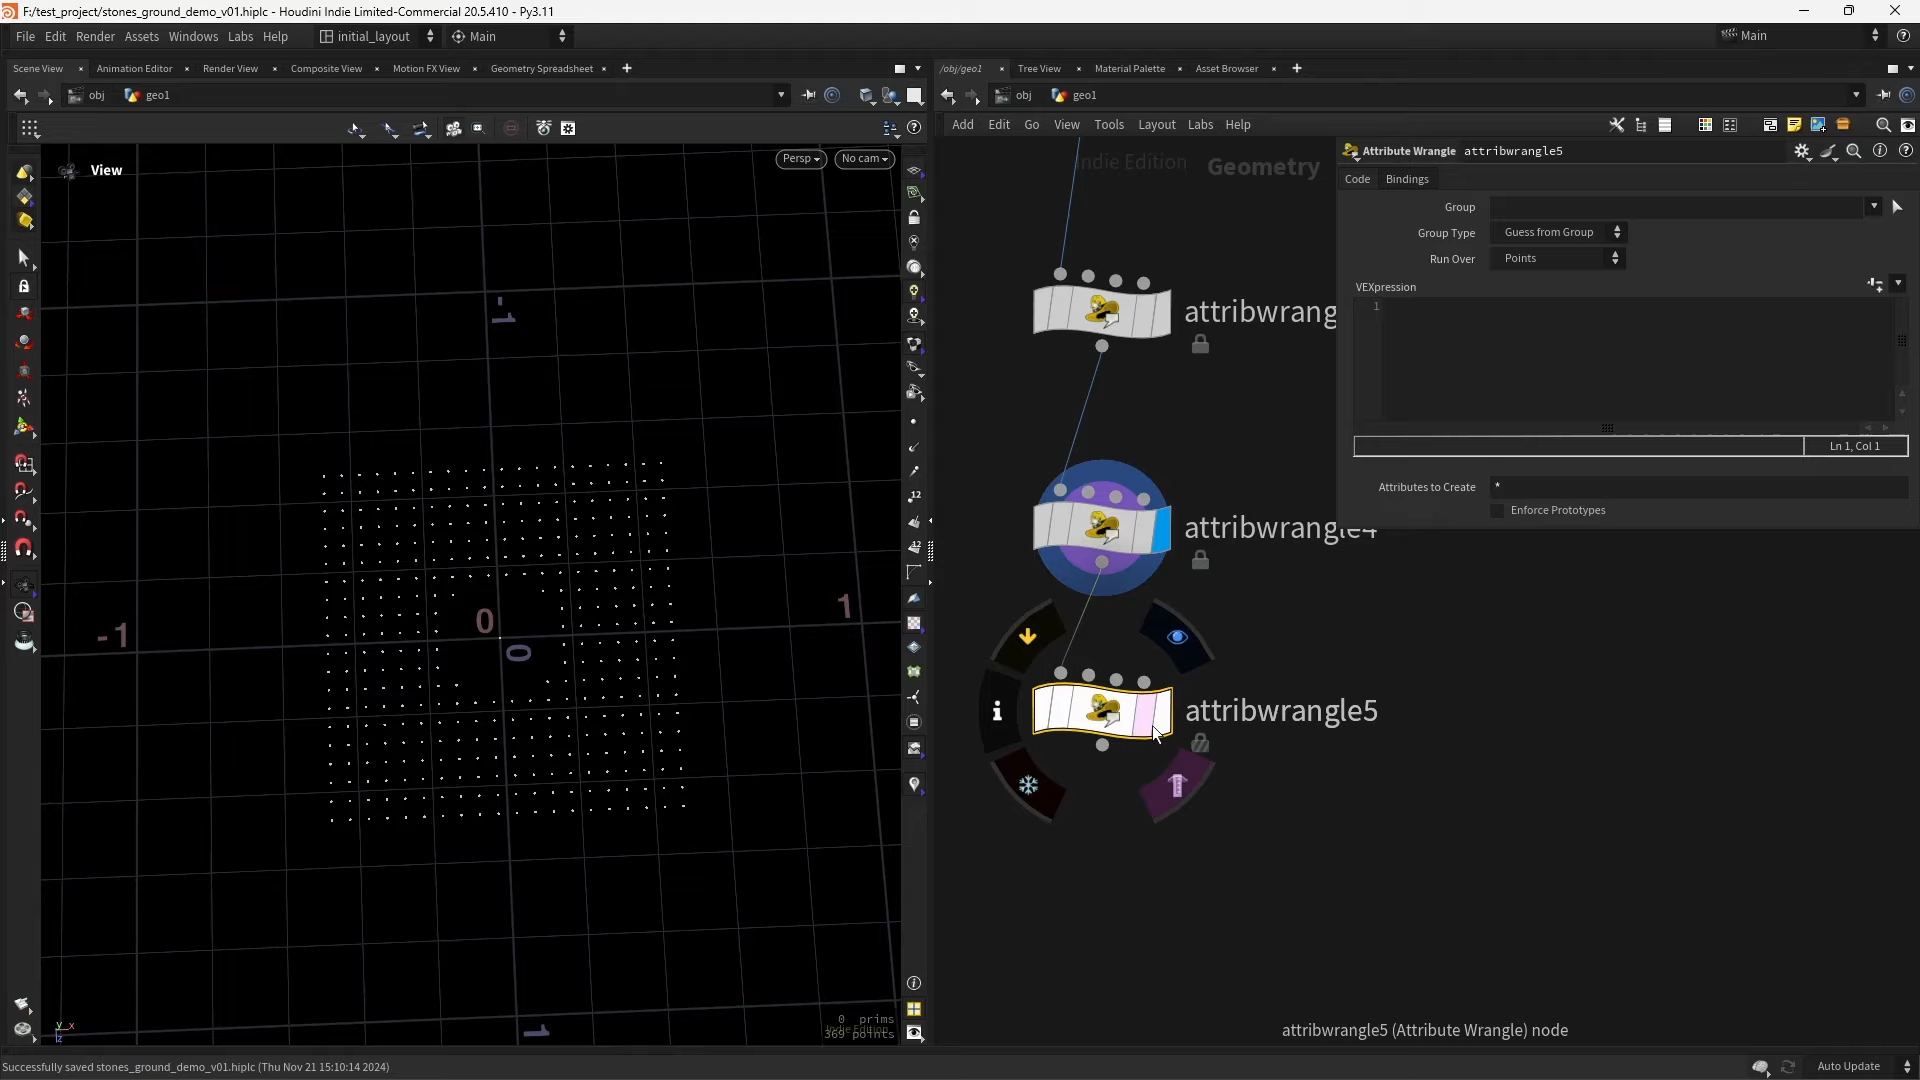 F:/test_project/stones_ground_demo_v01.hiplc - Houdini Indie Limited-Commercial 20.5.410 - Py3.11
File Edit Render Assets Windows Labs Help initial_layout Main
Main
Scene View Animation Editor Render View Composite View Motion FX View Geometry Spreadsheet
/obj/geo1 Tree View Material Palette Asset Browser
obj geo1
obj geo1
Add Edit Go View Tools Layout Labs Help
View
Persp No cam
Indie Edition Geometry
Attribute Wrangle attribwrangle5
Code Bindings
Group
Group Type Guess from Group
Run Over Points
VEXpression
1
Ln 1, Col 1
Attributes to Create *
Enforce Prototypes
attribwrang
attribwrangle4
attribwrangle5
-1
-1
0
0
1
1
12
12
y x
z
0 prims
Indie Edition
369 points
attribwrangle5 (Attribute Wrangle) node
Successfully saved stones_ground_demo_v01.hiplc (Thu Nov 21 15:10:14 2024)
Auto Update